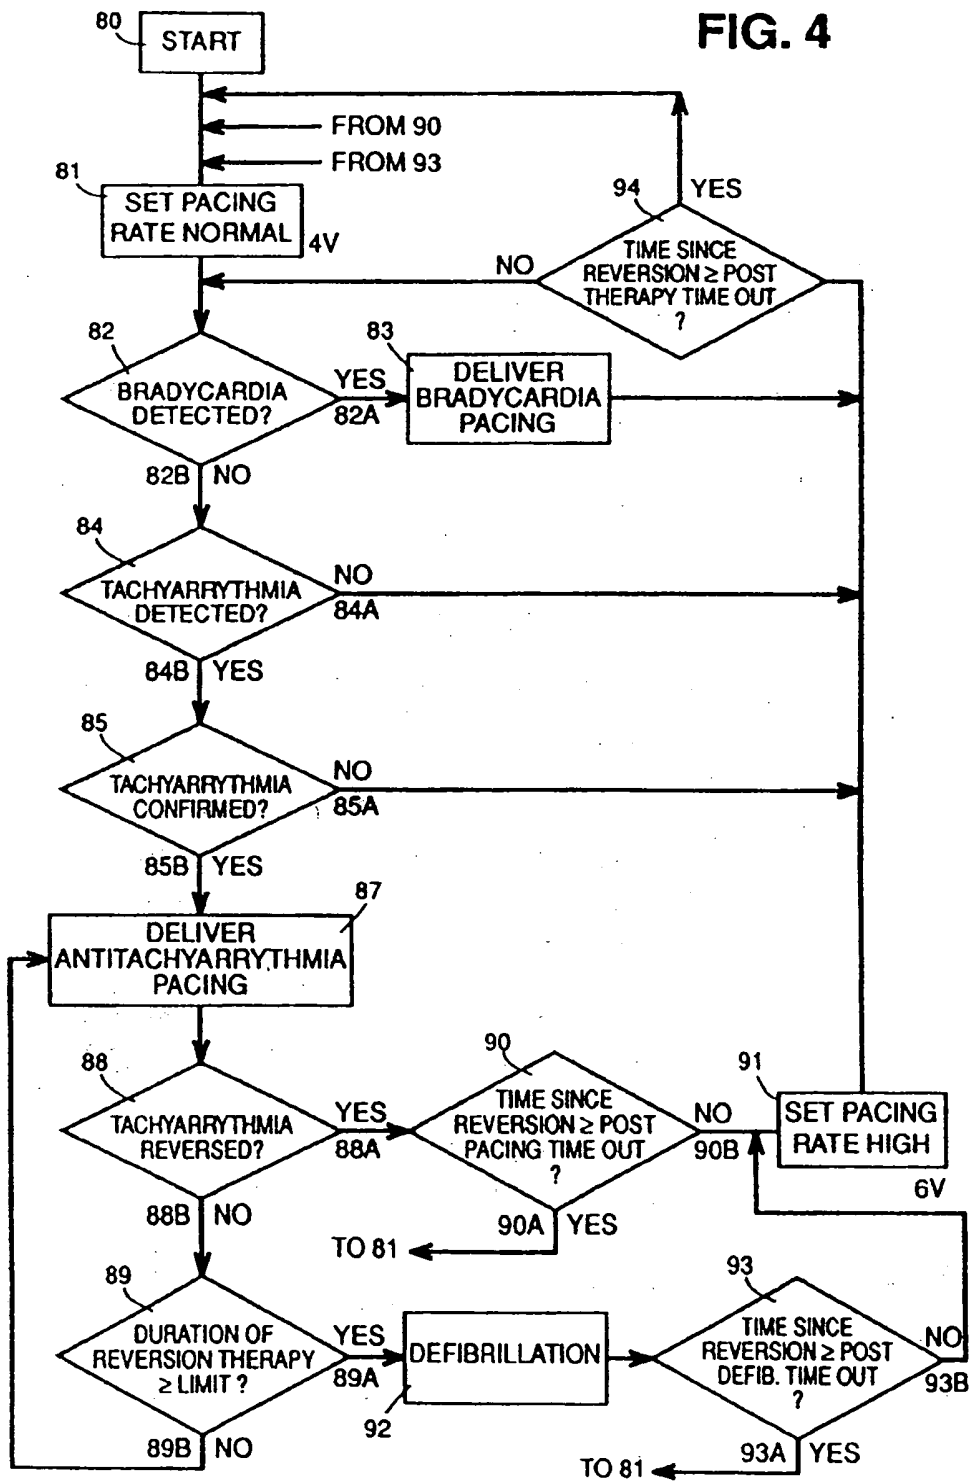 FIG. 4
80
START
FROM 90
FROM 93
81
SET PACING
RATE NORMAL
4V
94
YES
TIME SINCE
REVERSION ≥ POST
THERAPY TIME OUT
?
NO
82
BRADYCARDIA
DETECTED?
YES
82A
83
DELIVER
BRADYCARDIA
PACING
82B
NO
84
TACHYARRYTHMIA
DETECTED?
NO
84A
84B
YES
85
TACHYARRYTHMIA
CONFIRMED?
NO
85A
85B
YES
87
DELIVER
ANTITACHYARRYTHMIA
PACING
88
TACHYARRYTHMIA
REVERSED?
YES
88A
90
TIME SINCE
REVERSION ≥ POST
PACING TIME OUT
?
NO
90B
91
SET PACING
RATE HIGH
6V
88B
NO
90A
YES
TO 81
89
DURATION OF
REVERSION THERAPY
≥ LIMIT ?
YES
89A
DEFIBRILLATION
92
93
TIME SINCE
REVERSION ≥ POST
DEFIB. TIME OUT
?
NO
93B
89B
NO
93A
YES
TO 81